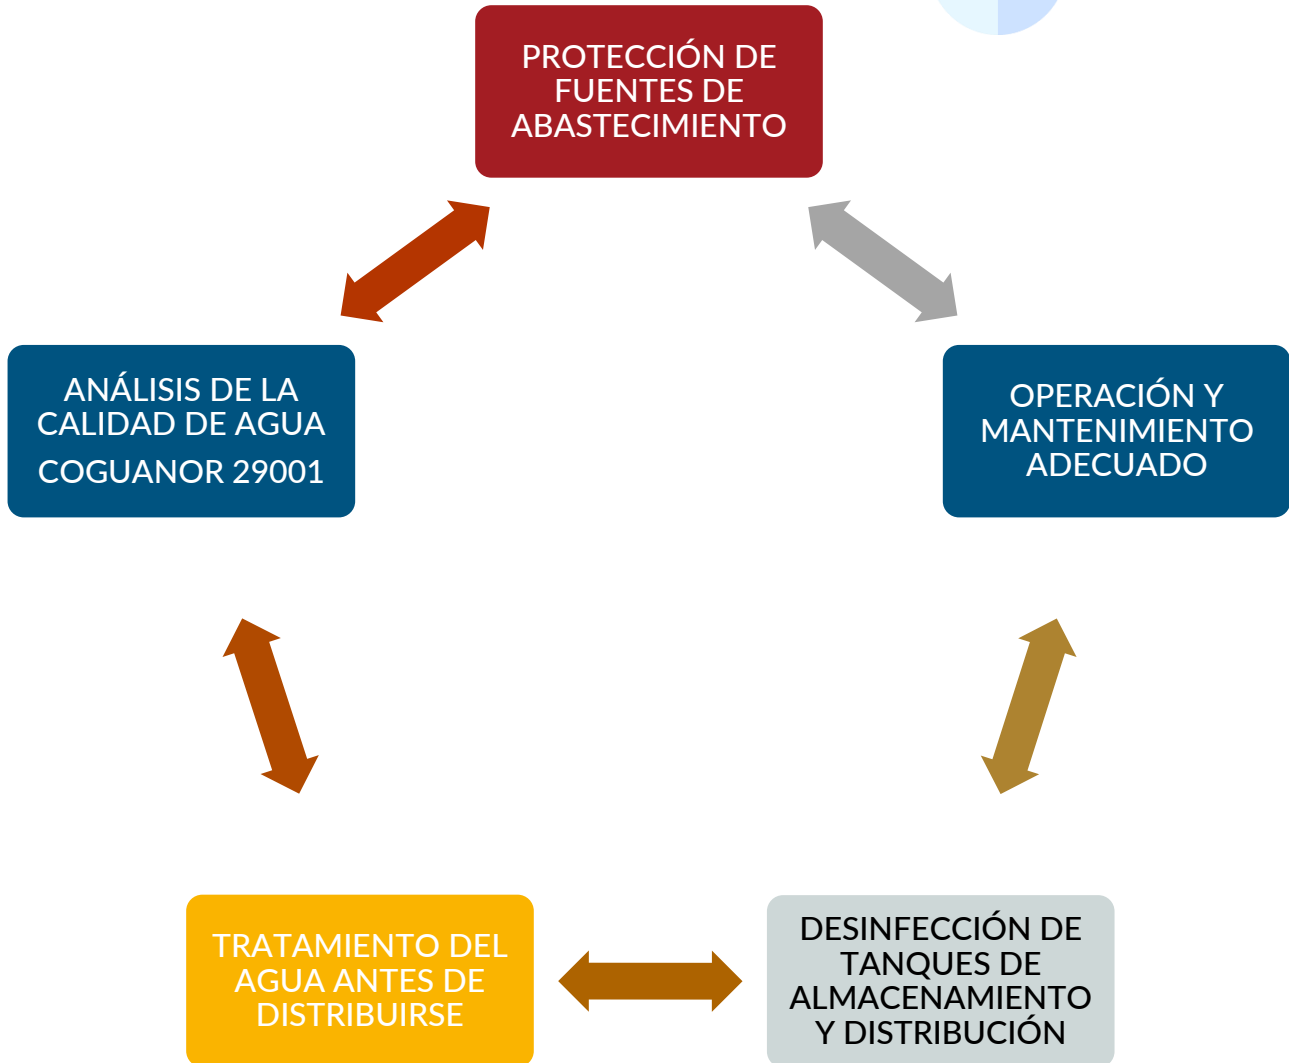 PROTECCIÓN DE
FUENTES DE
ABASTECIMIENTO
ANÁLISIS DE LA
CALIDAD DE AGUA
COGUANOR 29001
OPERACIÓN Y
MANTENIMIENTO
ADECUADO
TRATAMIENTO DEL
AGUA ANTES DE
DISTRIBUIRSE
DESINFECCIÓN DE
TANQUES DE
ALMACENAMIENTO
Y DISTRIBUCIÓN